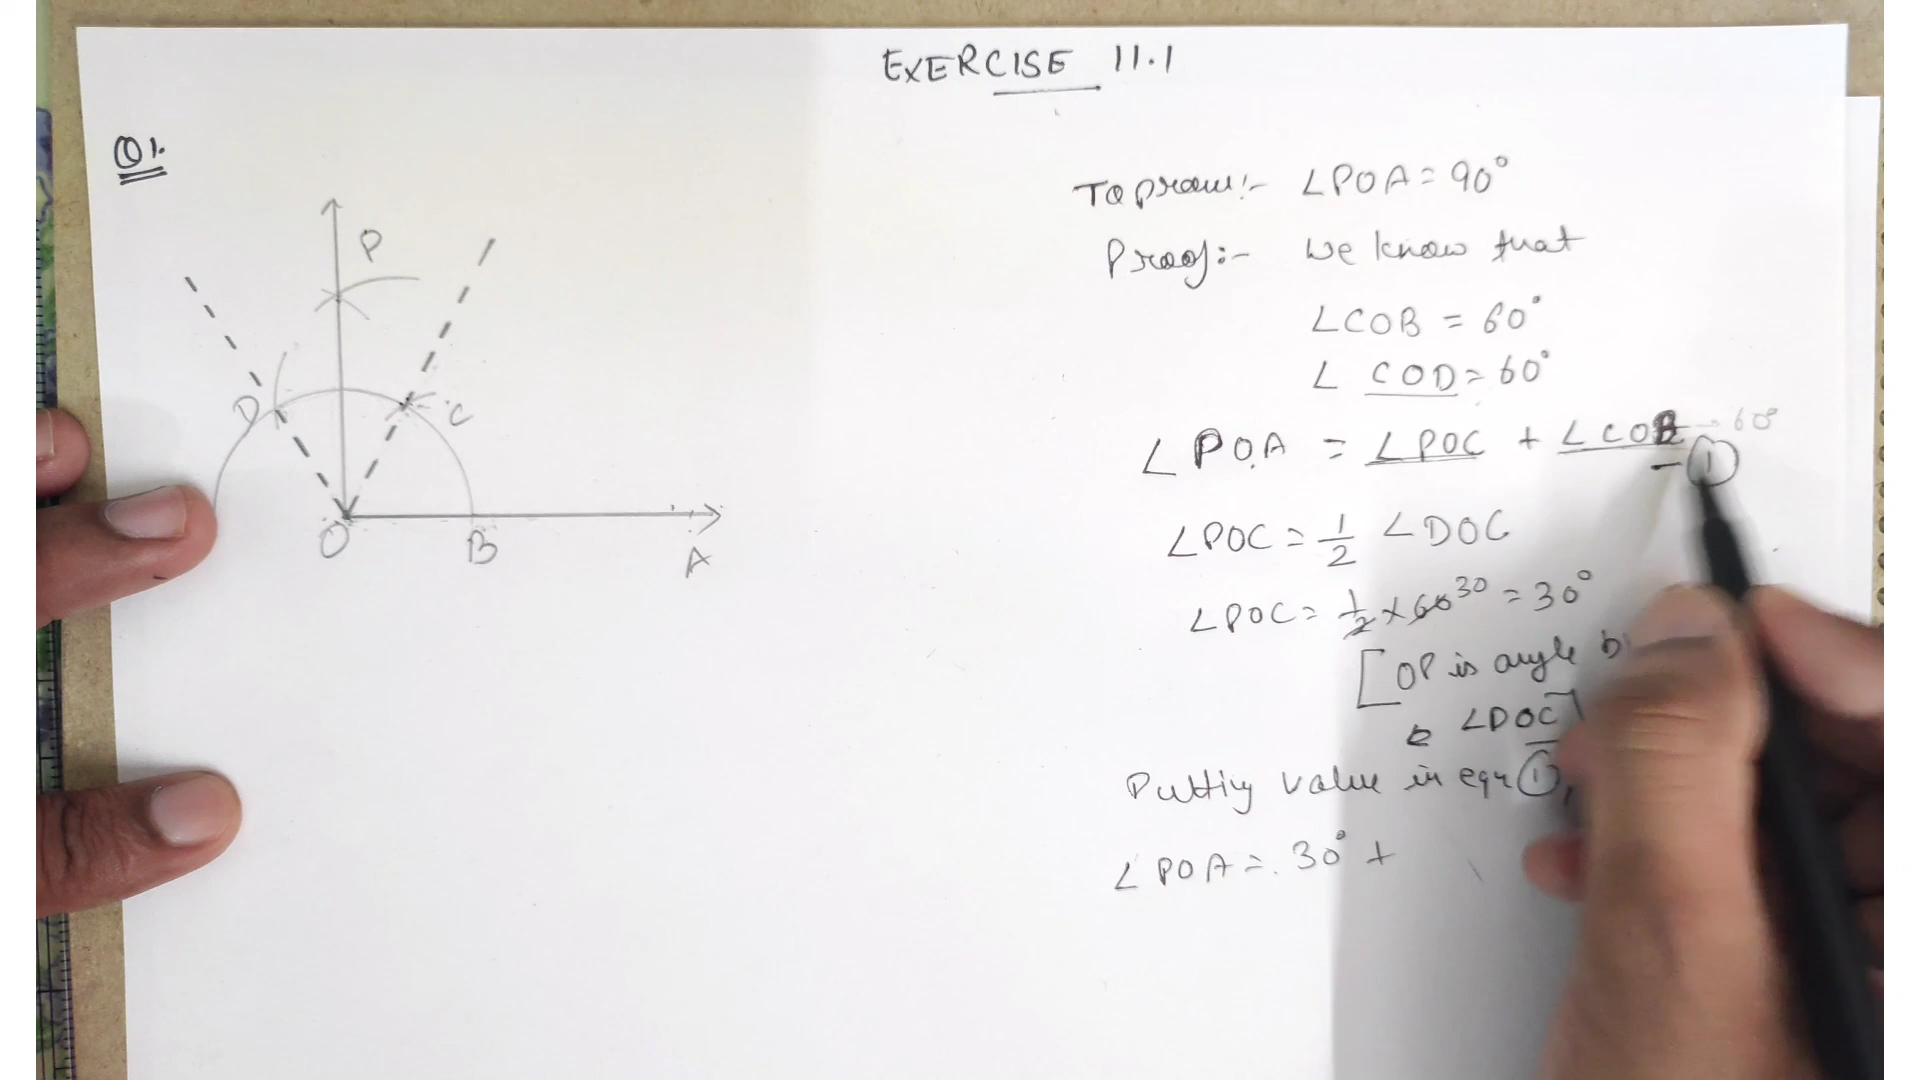 EXERCISE 11.1
Q1.
P
D
C
O
B
A
To prove:- ∠POA = 90°
Proof:- We know that
∠COB = 60°
∠ COD = 60°
∠POA = ∠POC + ∠COB 60°
- ①
∠POC = 1/2 ∠DOC
∠POC = 1/2 × 60 30 = 30°
[OP is angle
∠DOC]
Putting value in eqn ①,
∠POA = 30° +